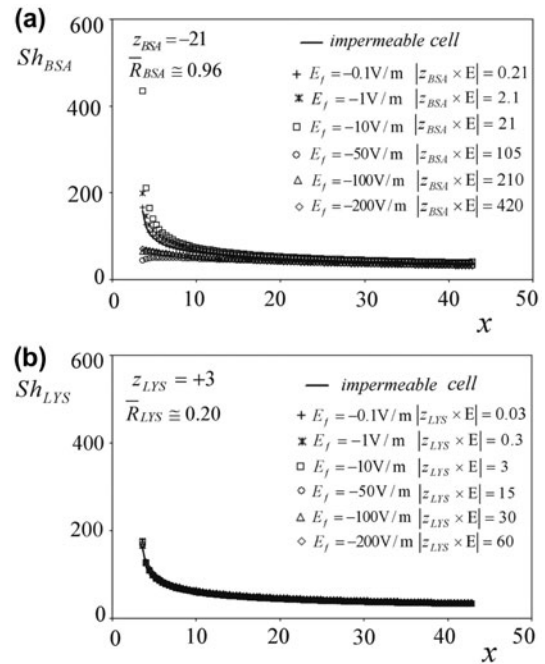 (a)
600
Sh_BSA
z_BSA = –21
R̅_BSA ≅ 0.96
— impermeable cell
+ E_f = –0.1V/m |z_BSA × E| = 0.21
✳ E_f = –1V/m |z_BSA × E| = 2.1
□ E_f = –10V/m |z_BSA × E| = 21
○ E_f = –50V/m |z_BSA × E| = 105
△ E_f = –100V/m |z_BSA × E| = 210
◇ E_f = –200V/m |z_BSA × E| = 420
400
200
0
0 10 20 30 40 50
x
(b)
600
Sh_LYS
z_LYS = +3
R̅_LYS ≅ 0.20
— impermeable cell
+ E_f = –0.1V/m |z_LYS × E| = 0.03
✳ E_f = –1V/m |z_LYS × E| = 0.3
□ E_f = –10V/m |z_LYS × E| = 3
○ E_f = –50V/m |z_LYS × E| = 15
△ E_f = –100V/m |z_LYS × E| = 30
◇ E_f = –200V/m |z_LYS × E| = 60
400
200
0
0 10 20 30 40 50
x